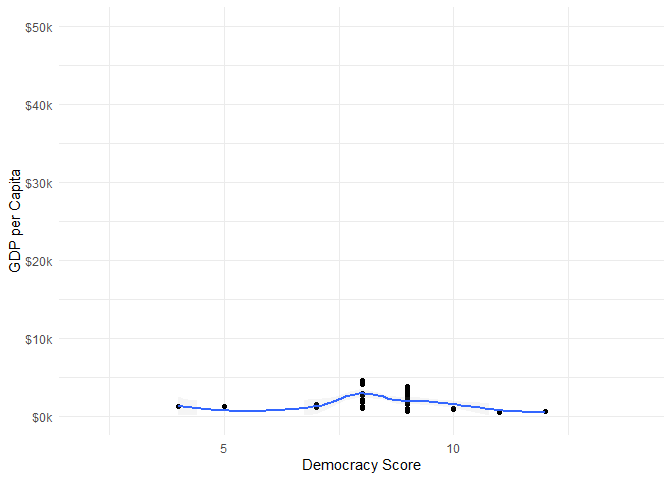 $50k
$40k
$30k
$20k
$10k
$0k
GDP per Capita
5
10
Democracy Score